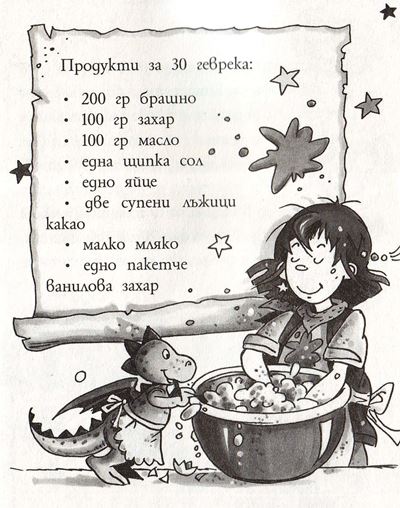 Продукти за 30 геврека:
• 200 гр брашно
• 100 гр захар
• 100 гр масло
• една щипка сол
• едно яйце
• две супени лъжици
какао
• малко мляко
• едно пакетче
ванилова захар